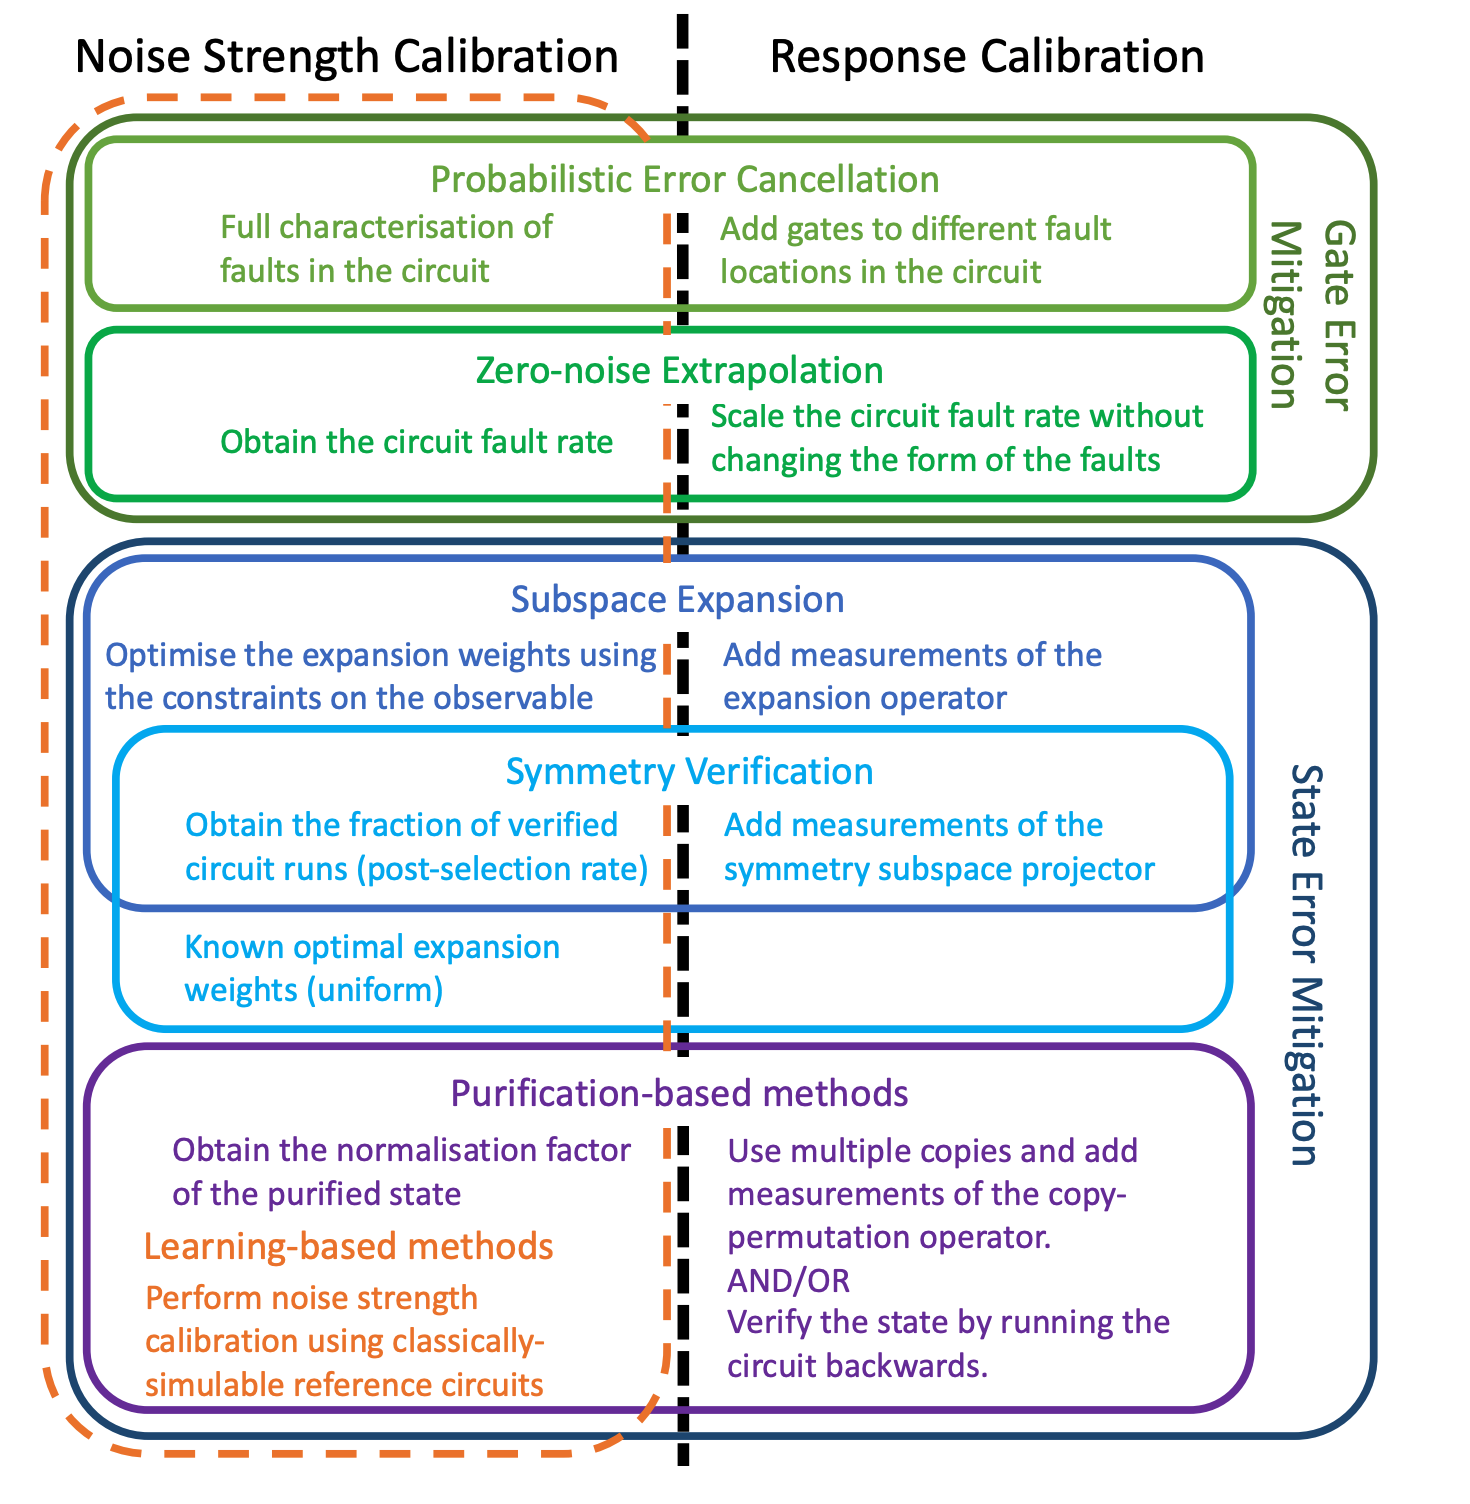 Noise Strength Calibration
Response Calibration
Probabilistic Error Cancellation
Full characterisation of
faults in the circuit
Add gates to different fault
locations in the circuit
Zero-noise Extrapolation
Obtain the circuit fault rate
Scale the circuit fault rate without
changing the form of the faults
Gate Error
Mitigation
Subspace Expansion
Optimise the expansion weights using
the constraints on the observable
Add measurements of the
expansion operator
Symmetry Verification
Obtain the fraction of verified
circuit runs (post-selection rate)
Add measurements of the
symmetry subspace projector
Known optimal expansion
weights (uniform)
Purification-based methods
Obtain the normalisation factor
of the purified state
Learning-based methods
Perform noise strength
calibration using classically-
simulable reference circuits
Use multiple copies and add
measurements of the copy-
permutation operator.
AND/OR
Verify the state by running the
circuit backwards.
State Error Mitigation